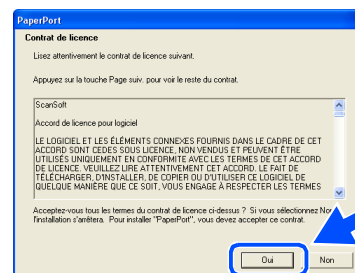 PaperPort
Contrat de licence
Lisez attentivement le contrat de licence suivant.
Appuyez sur la touche Page suiv. pour voir le reste du contrat.
ScanSoft
Accord de licence pour logiciel
LE LOGICIEL ET LES ÉLÉMENTS CONNEXES FOURNIS DANS LE CADRE DE CET
ACCORD SONT CEDES SOUS LICENCE, NON VENDUS ET PEUVENT ÊTRE
UTILISÉS UNIQUEMENT EN CONFORMITE AVEC LES TERMES DE CET ACCORD
DE LICENCE. VEUILLEZ LIRE ATTENTIVEMENT CET ACCORD. LE FAIT DE
TÉLÉCHARGER, D'INSTALLER, DE COPIER OU D'UTILISER CE LOGICIEL DE
QUELQUE MANIÈRE QUE CE SOIT, VOUS ENGAGE À RESPECTER LES TERMES
Acceptez-vous tous les termes du contrat de licence ci-dessus ? Si vous sélectionnez No
l'installation s'arrêtera. Pour installer "PaperPort", vous devez accepter ce contrat.
Oui
Non